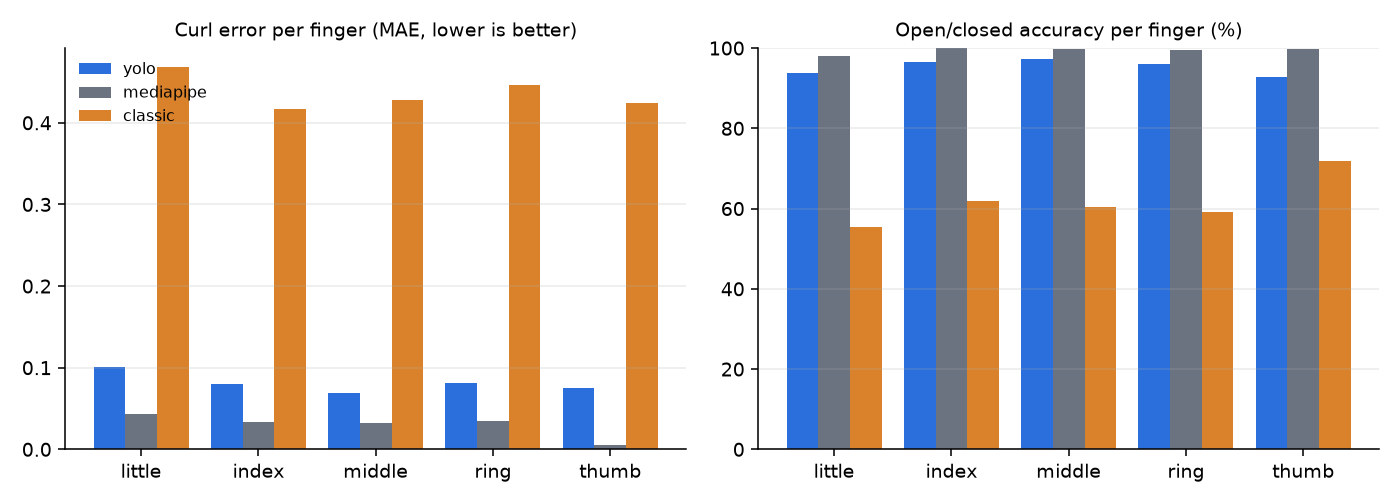 Curl error per finger (MAE, lower is better)
yolo
mediapipe
classic
0.4
0.3
0.2
0.1
0.0
little index middle ring thumb
Open/closed accuracy per finger (%)
100
80
60
40
20
0
little index middle ring thumb